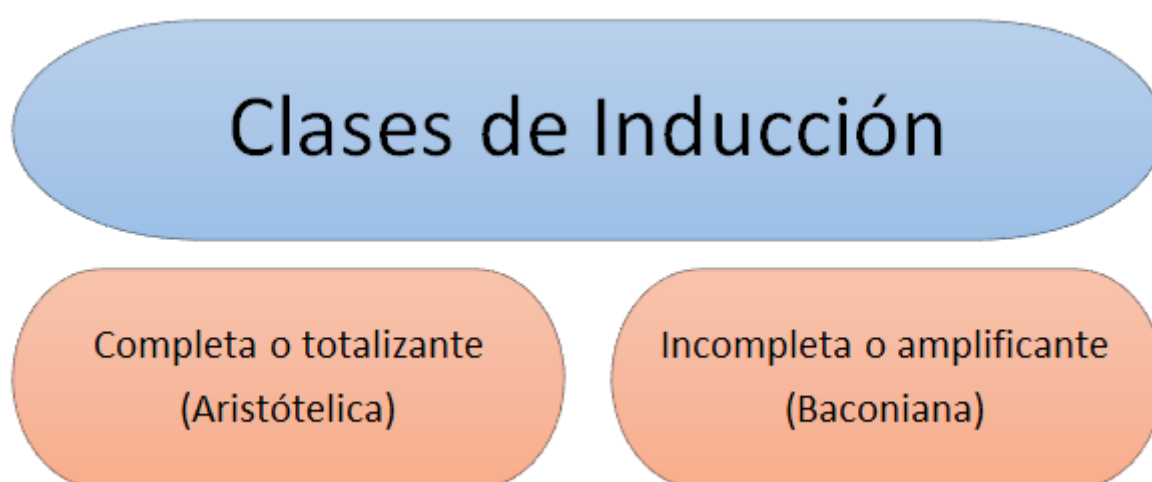 Clases de Inducción
Completa o totalizante
(Aristótelica)
Incompleta o amplificante
(Baconiana)